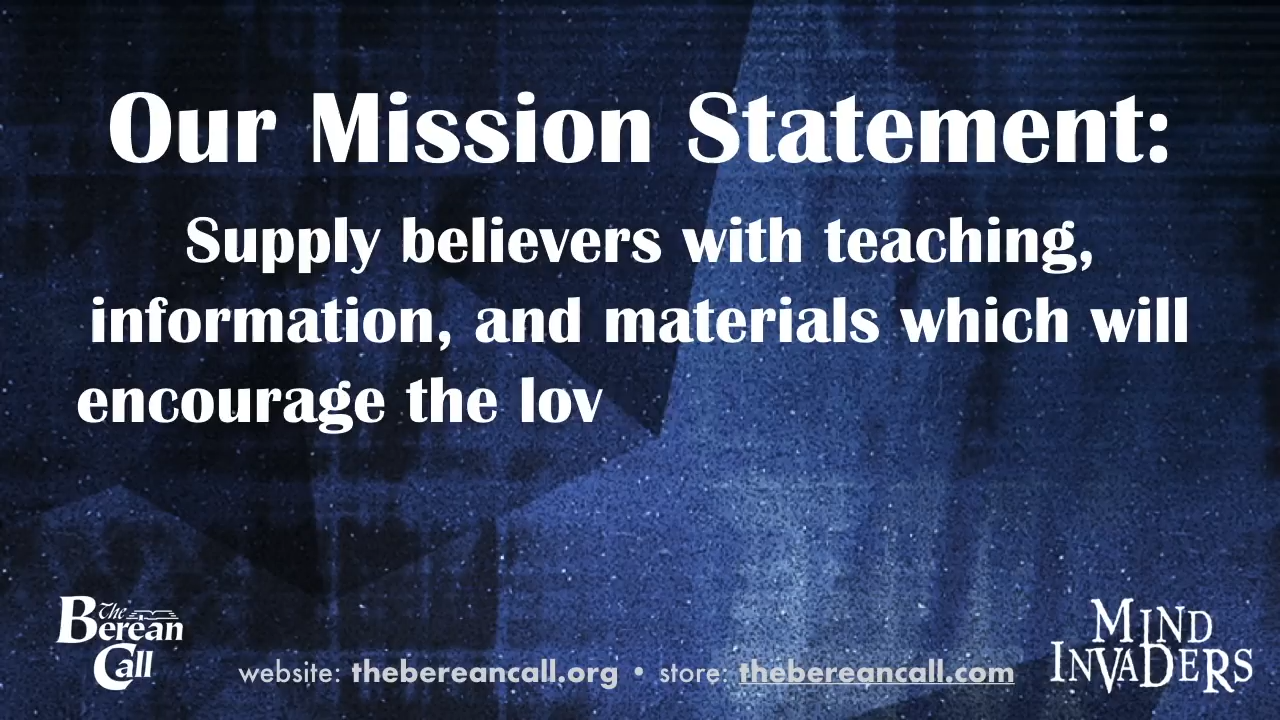 Our Mission Statement:
Supply believers with teaching,
information, and materials which will
encourage the lov
The
Berean
Call
website: thebereancall.org • store: thebereancall.com
MIND
INVADERS